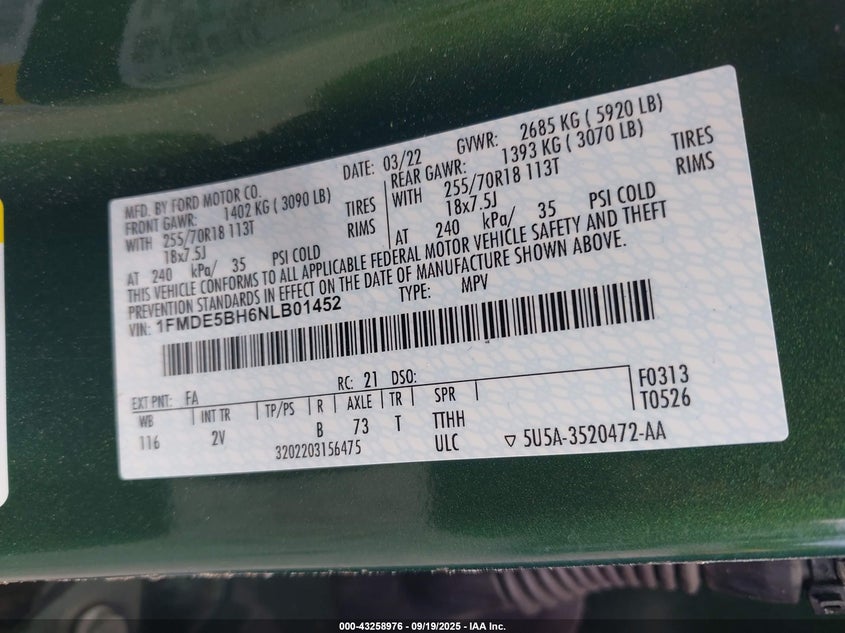 MFD. BY FORD MOTOR CO. DATE: 03/22 GVWR: 2685 KG ( 5920 LB)
FRONT GAWR: 1402 KG ( 3090 LB) REAR GAWR: 1393 KG ( 3070 LB)
WITH 255/70R18 113T TIRES WITH 255/70R18 113T TIRES
18x7.5J RIMS 18x7.5J RIMS
AT 240 kPa/ 35 PSI COLD AT 240 kPa/ 35 PSI COLD
THIS VEHICLE CONFORMS TO ALL APPLICABLE FEDERAL MOTOR VEHICLE SAFETY AND THEFT
PREVENTION STANDARDS IN EFFECT ON THE DATE OF MANUFACTURE SHOWN ABOVE.
VIN: 1FMDE5BH6NLB01452 TYPE: MPV
EXT PNT: FA RC: 21 DSO: F0313
WB INT TR TP/PS R AXLE TR SPR T0526
116 2V B 73 T TTHH
3202203156475 ULC ▽ 5U5A-3520472-AA
000-43258976 - 09/19/2025 - IAA Inc.